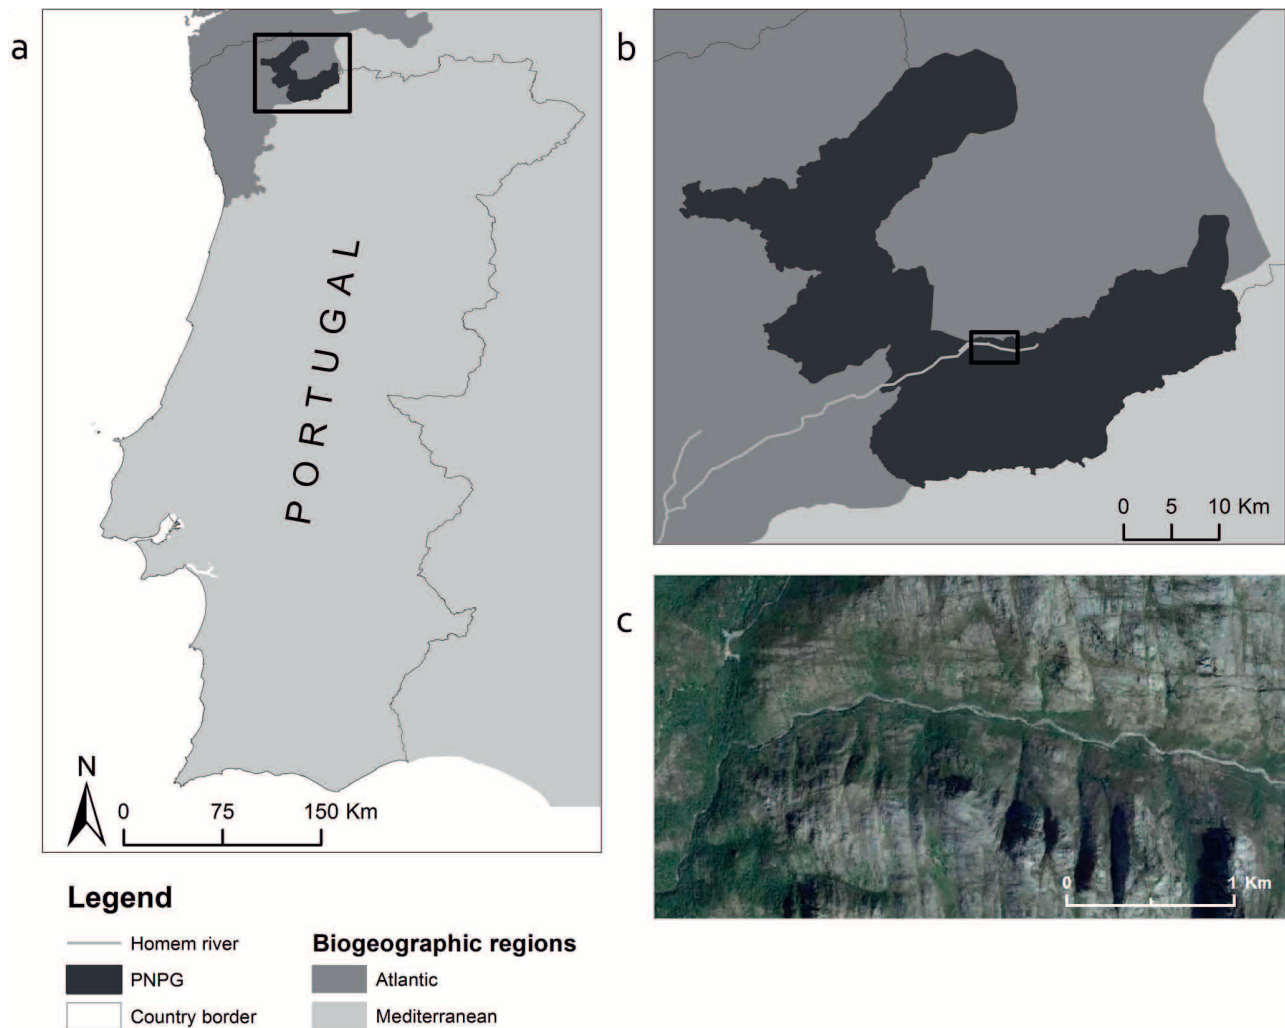 a
PORTUGAL
N
0 75 150 Km
b
0 5 10 Km
c
0 1 Km
Legend
Homem river
PNPG
Country border
Biogeographic regions
Atlantic
Mediterranean